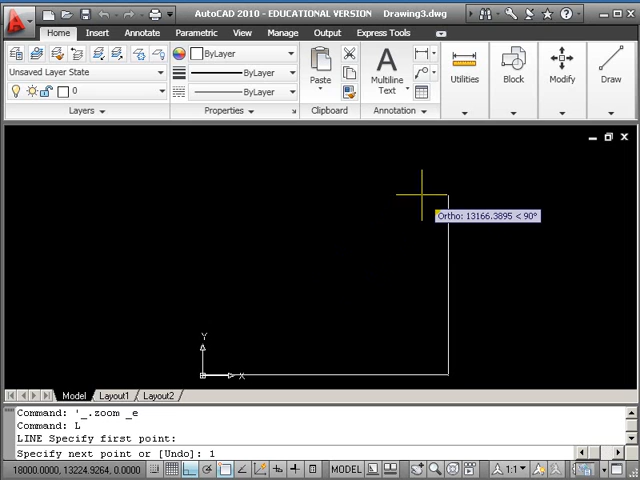 AutoCAD 2010 - EDUCATIONAL VERSION Drawing3.dwg
Home Insert Annotate Parametric View Manage Output Express Tools
Unsaved Layer State
0
Layers
ByLayer
ByLayer
ByLayer
Properties
Paste
Clipboard
A
Multiline
Text
Annotation
Utilities
Block
Modify
Draw
Ortho: 13166.3895 < 90°
Y
X
Model Layout1 Layout2
Command: '_.zoom _e
Command: L
LINE Specify first point:
Specify next point or [Undo]: 1
18000.0000, 13224.9264, 0.0000 MODEL 1:1